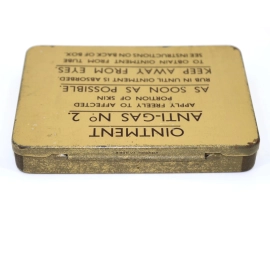 OINTMENT
ANTI-GAS Nº 2.
APPLY FREELY TO AFFECTED
PORTION OF SKIN
AS SOON AS POSSIBLE.
RUB IN UNTIL OINTMENT IS ABSORBED.
KEEP AWAY FROM EYES.
TO OBTAIN OINTMENT FROM TUBE
SEE INSTRUCTIONS ON BACK OF BOX.